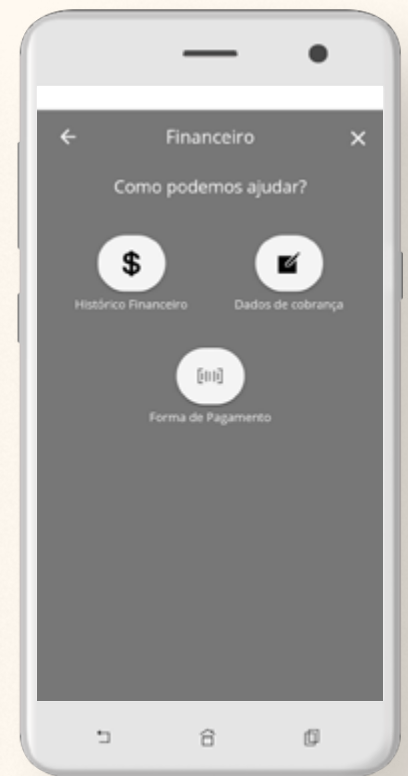 Financeiro
Como podemos ajudar?
Histórico Financeiro
Dados de cobrança
Forma de Pagamento